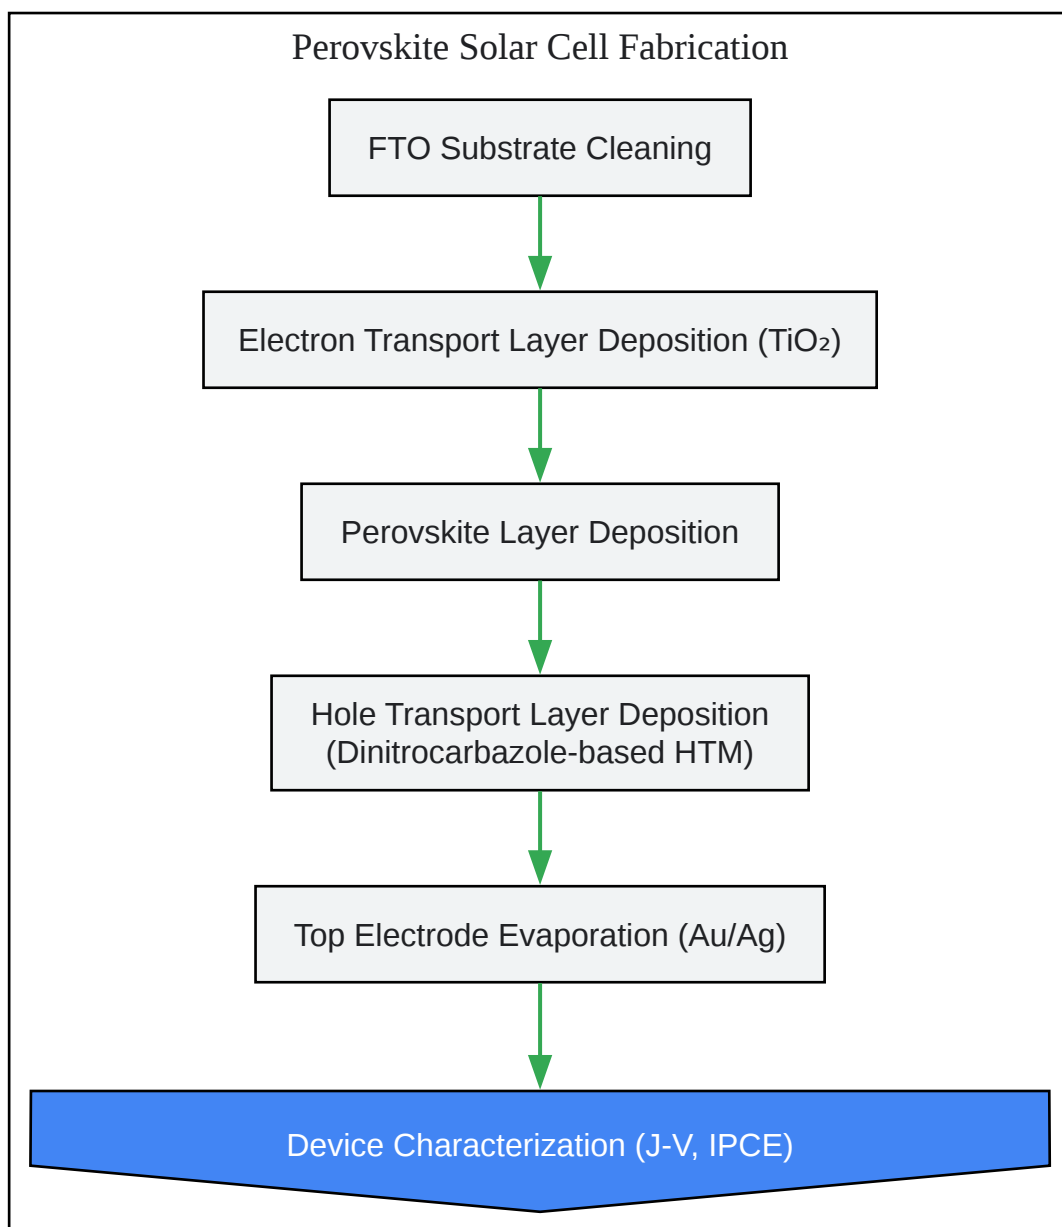 Perovskite Solar Cell Fabrication
FTO Substrate Cleaning
Electron Transport Layer Deposition (TiO₂)
Perovskite Layer Deposition
Hole Transport Layer Deposition
(Dinitrocarbazole-based HTM)
Top Electrode Evaporation (Au/Ag)
Device Characterization (J-V, IPCE)